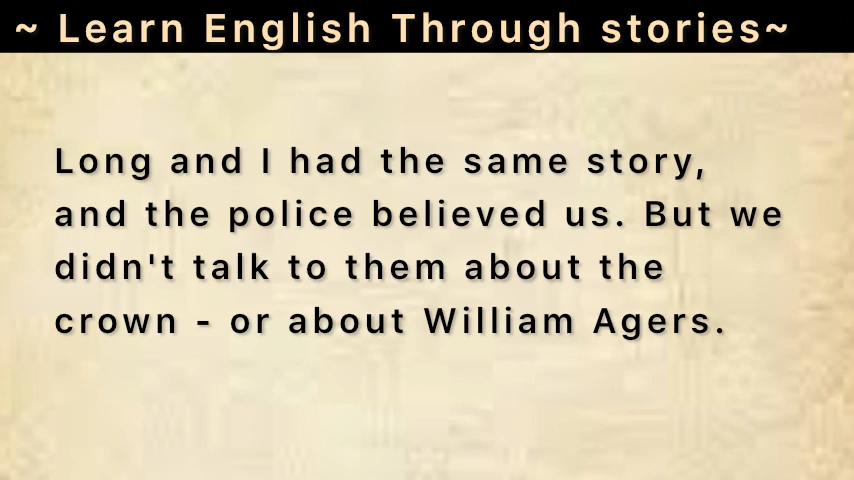 ~ Learn English Through stories~
Long and I had the same story,
and the police believed us. But we
didn't talk to them about the
crown - or about William Agers.